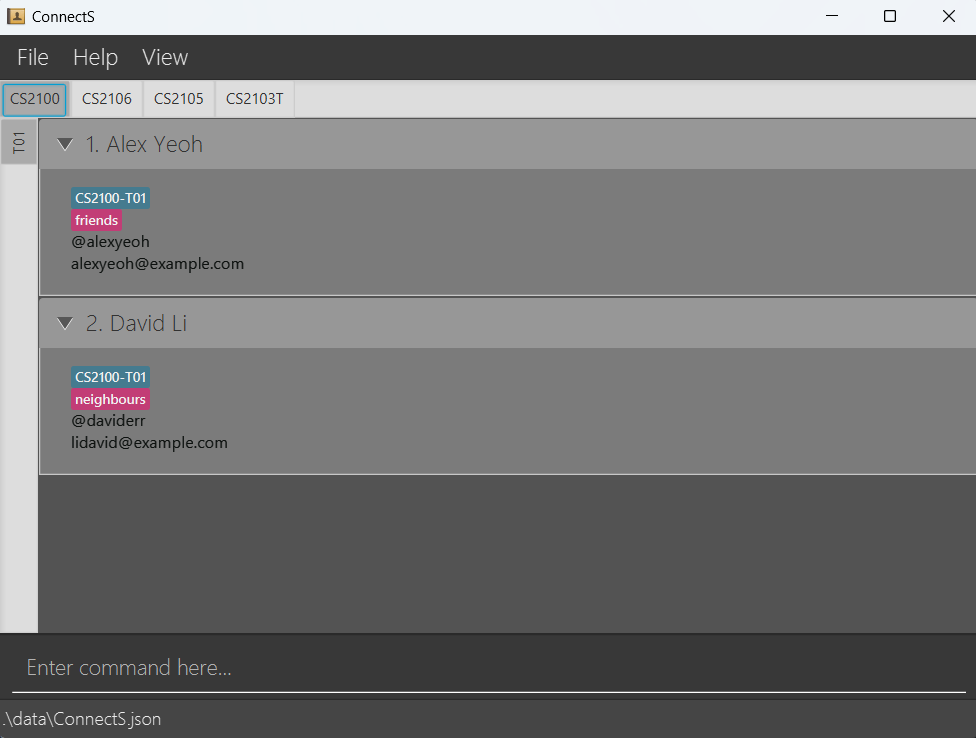 ConnectS
File Help View
CS2100 CS2106 CS2105 CS2103T
T01
1. Alex Yeoh
CS2100-T01
friends
@alexyeoh
alexyeoh@example.com
2. David Li
CS2100-T01
neighbours
@daviderr
lidavid@example.com
Enter command here...
.\data\ConnectS.json